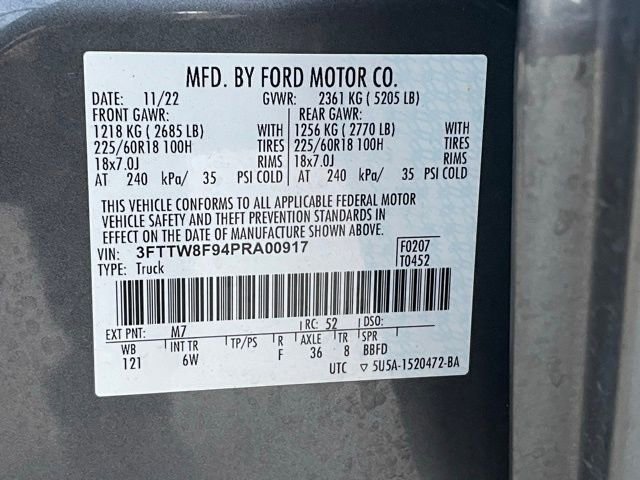 MFD. BY FORD MOTOR CO.
DATE: 11/22 GVWR: 2361 KG ( 5205 LB)
FRONT GAWR: REAR GAWR:
1218 KG ( 2685 LB) WITH 1256 KG ( 2770 LB) WITH
225/60R18 100H TIRES 225/60R18 100H TIRES
18x7.0J RIMS 18x7.0J RIMS
AT 240 kPa/ 35 PSI COLD AT 240 kPa/ 35 PSI COLD
THIS VEHICLE CONFORMS TO ALL APPLICABLE FEDERAL MOTOR
VEHICLE SAFETY AND THEFT PREVENTION STANDARDS IN
EFFECT ON THE DATE OF MANUFACTURE SHOWN ABOVE.
VIN: 3FTTW8F94PRA00917 F0207
TYPE: Truck T0452
EXT PNT: M7 RC: 52 DSO:
WB INT TR TP/PS R AXLE TR SPR
121 6W F 36 8 BBFD
UTC ▽ 5U5A-1520472-BA